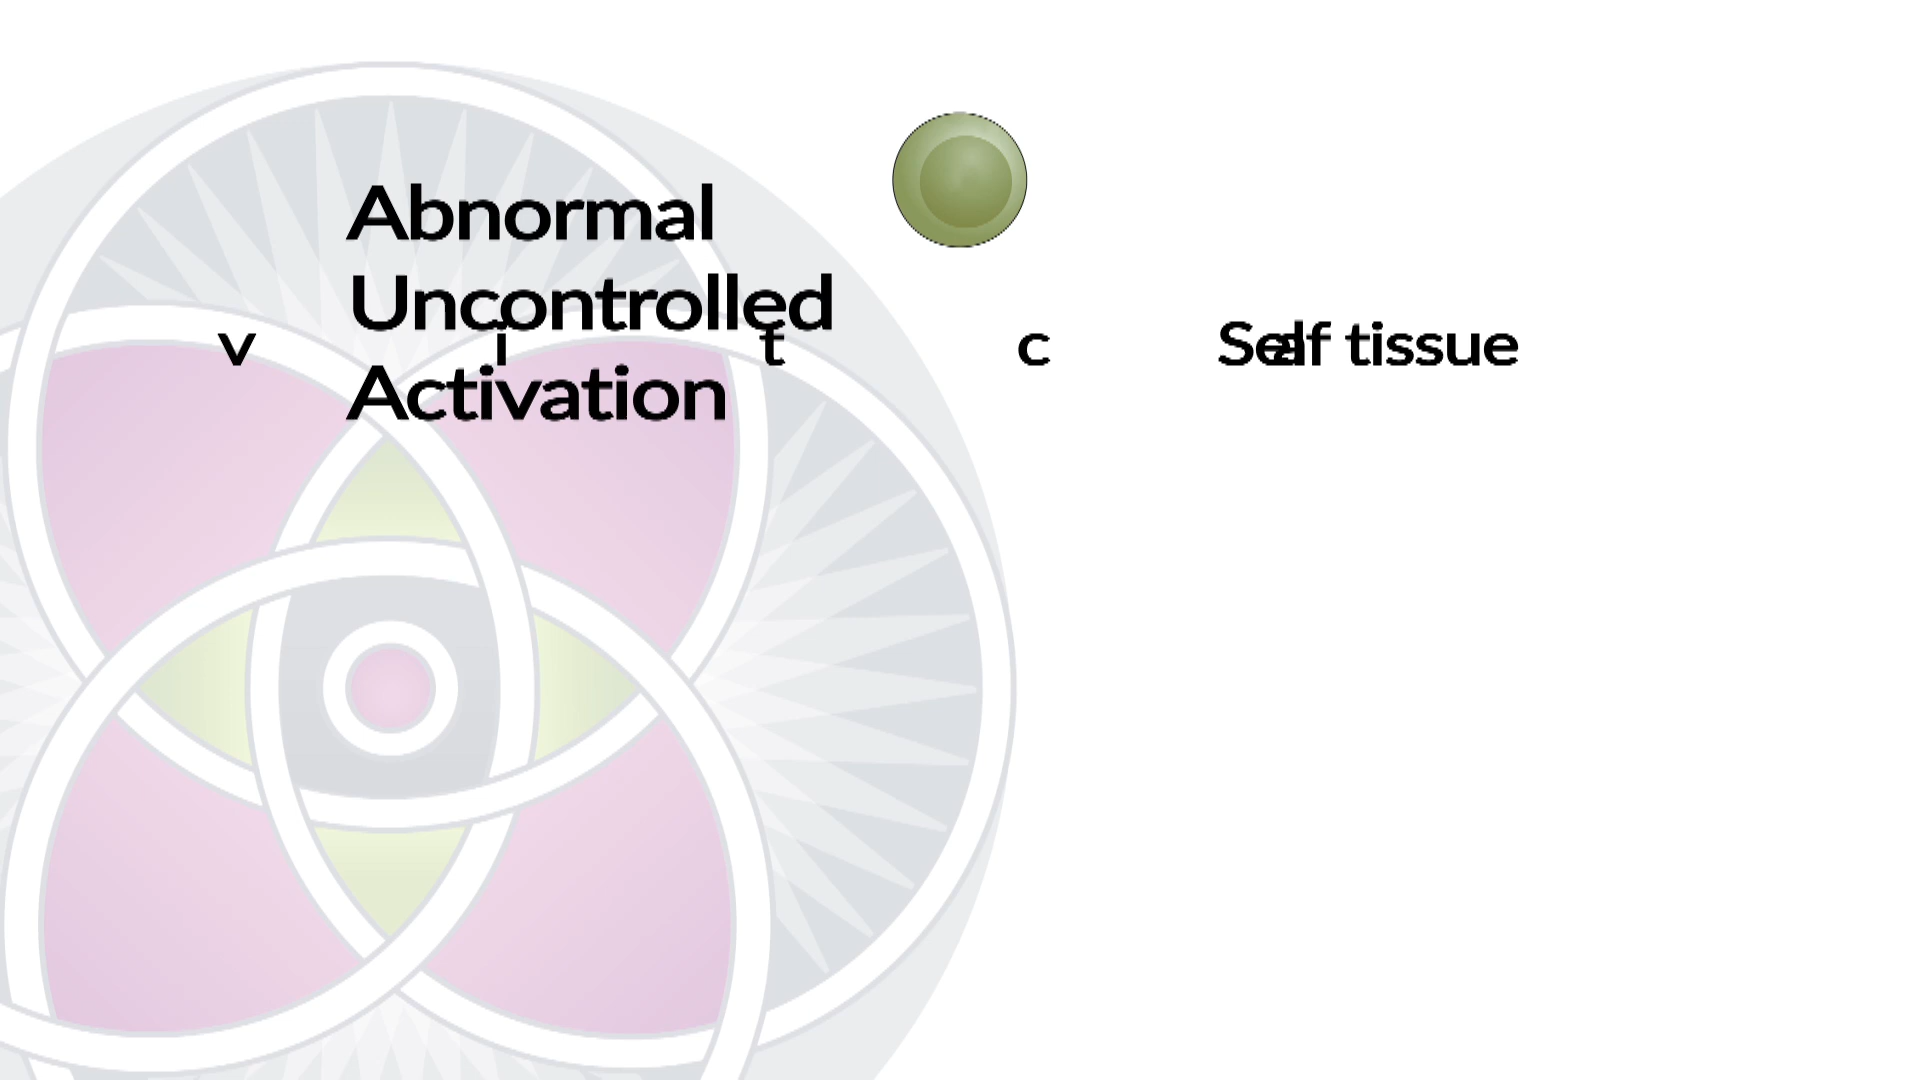 Abnormal
Uncontrolled
Activation
v i t c a
Self tissue